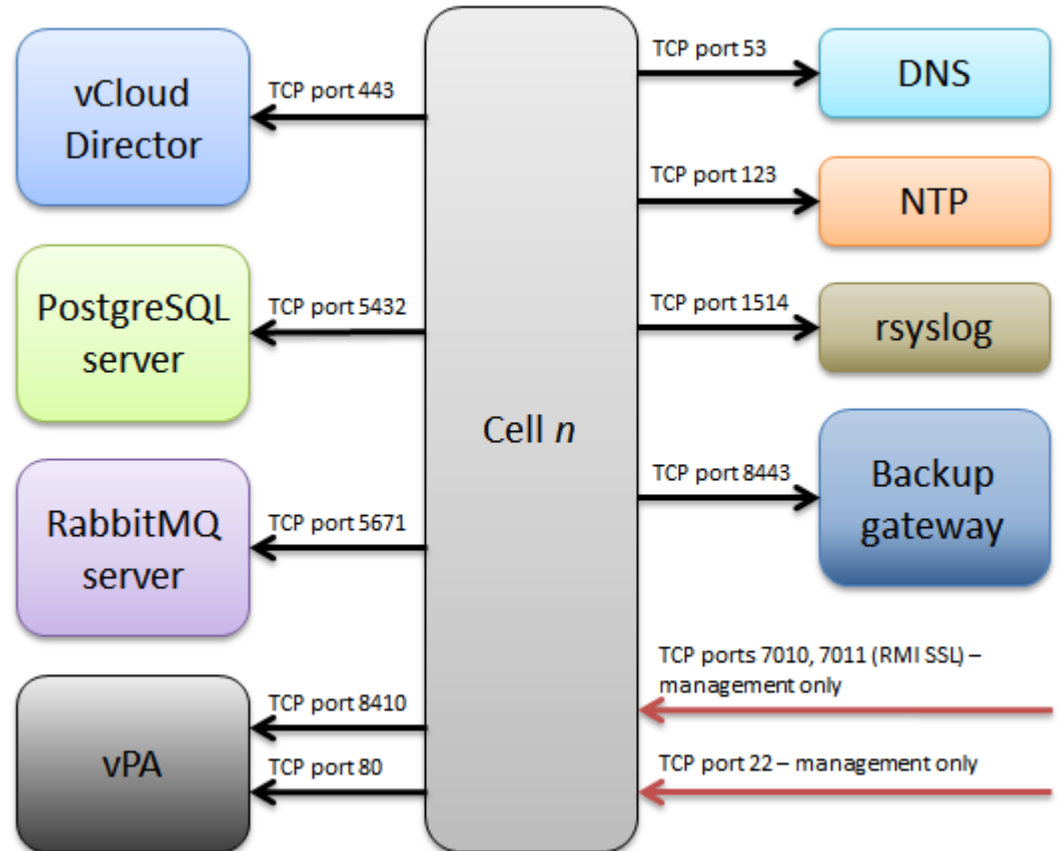 vCloud
Director
TCP port 443
PostgreSQL
server
TCP port 5432
RabbitMQ
server
TCP port 5671
vPA
TCP port 8410
TCP port 80
Cell n
TCP port 53
DNS
TCP port 123
NTP
TCP port 1514
rsyslog
TCP port 8443
Backup
gateway
TCP ports 7010, 7011 (RMI SSL) –
management only
TCP port 22 – management only